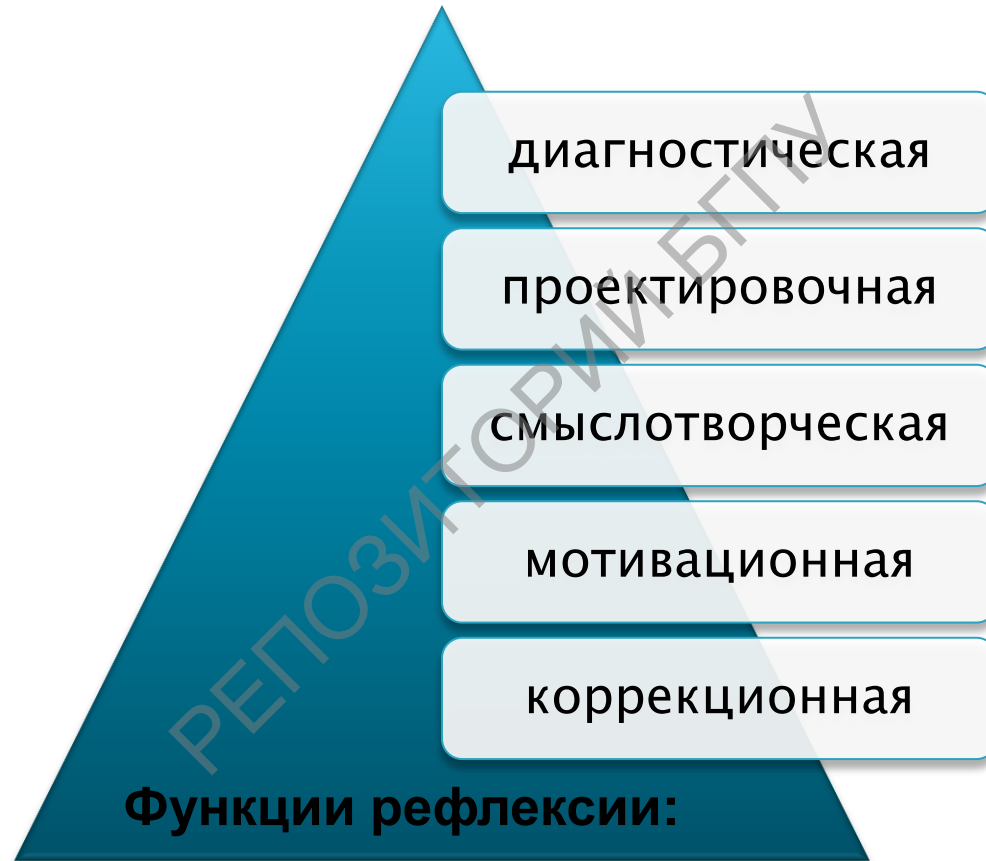 диагностическая
проектировочная
смыслотворческая
мотивационная
коррекционная
Функции рефлексии:
РЕПОЗИТОРИЙ БГПУ